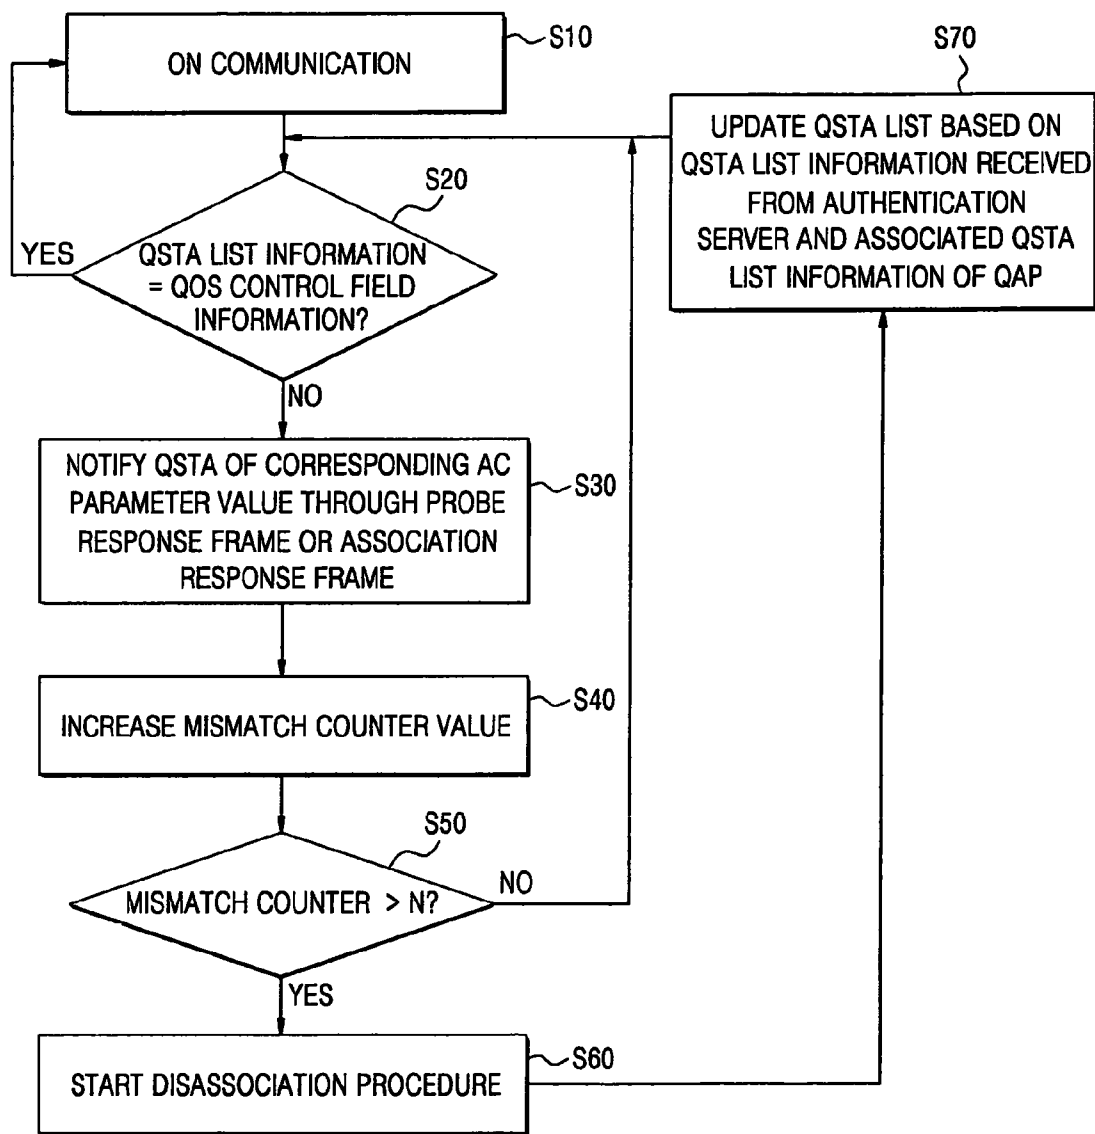 ON COMMUNICATION
S10
S70
UPDATE QSTA LIST BASED ON
QSTA LIST INFORMATION RECEIVED
FROM AUTHENTICATION
SERVER AND ASSOCIATED QSTA
LIST INFORMATION OF QAP
S20
YES
QSTA LIST INFORMATION
= QOS CONTROL FIELD
INFORMATION?
NO
NOTIFY QSTA OF CORRESPONDING AC
PARAMETER VALUE THROUGH PROBE
RESPONSE FRAME OR ASSOCIATION
RESPONSE FRAME
S30
INCREASE MISMATCH COUNTER VALUE
S40
S50
MISMATCH COUNTER > N?
NO
YES
START DISASSOCIATION PROCEDURE
S60